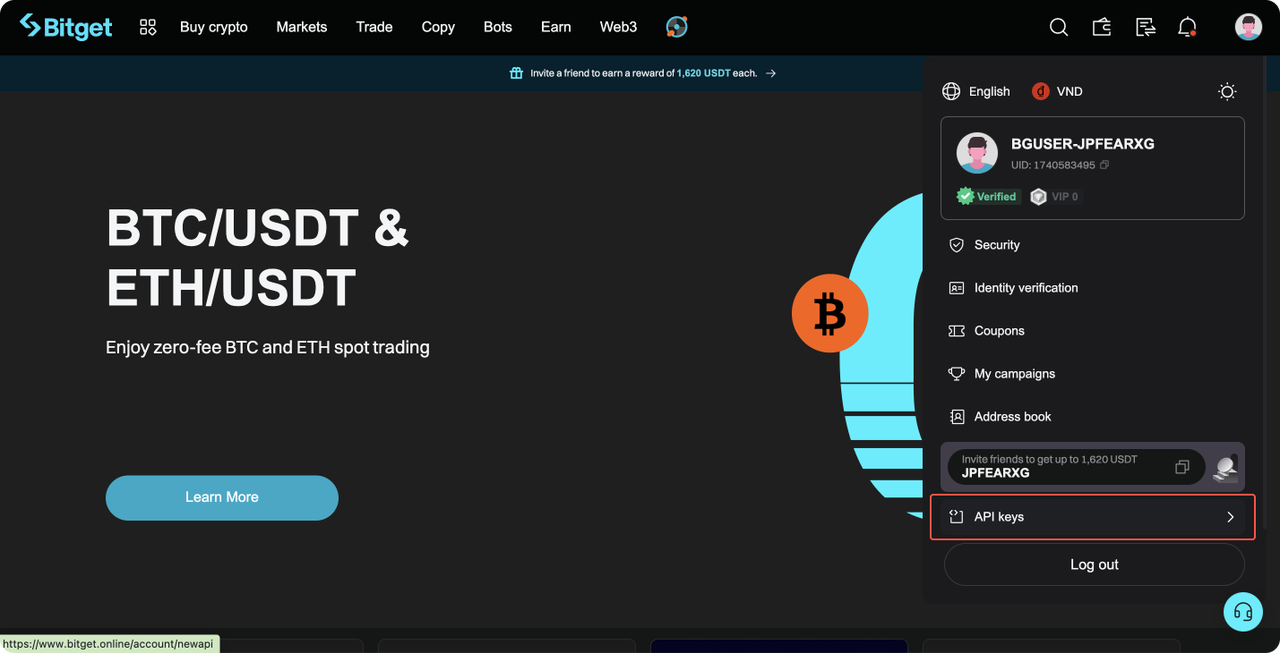 Bitget
Buy crypto
Markets
Trade
Copy
Bots
Earn
Web3
Invite a friend to earn a reward of 1,620 USDT each.
English
VND
BGUSER-JPFEARXG
UID: 1740583495
Verified
VIP 0
BTC/USDT &
ETH/USDT
Enjoy zero-fee BTC and ETH spot trading
Learn More
Security
Identity verification
Coupons
My campaigns
Address book
Invite friends to get up to 1,620 USDT
JPFEARXG
API keys
Log out
https://www.bitget.online/account/newapi